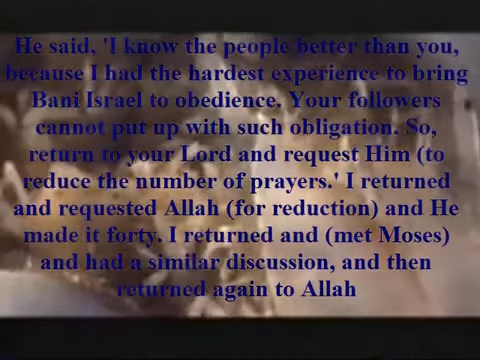 He said, 'I know the people better than you,
because I had the hardest experience to bring
Bani Israel to obedience. Your followers
cannot put up with such obligation. So,
return to your Lord and request Him (to
reduce the number of prayers.' I returned
and requested Allah (for reduction) and He
made it forty. I returned and (met Moses)
and had a similar discussion, and then
returned again to Allah